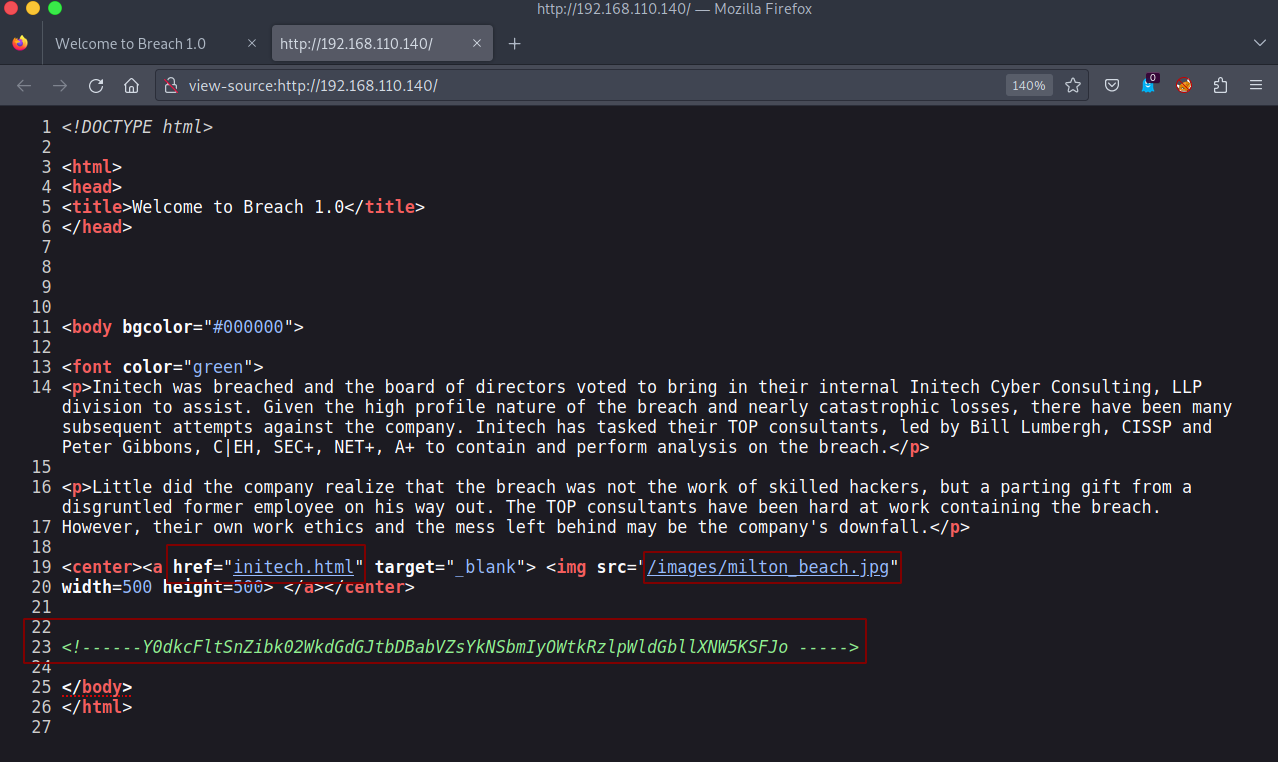 http://192.168.110.140/ — Mozilla Firefox
Welcome to Breach 1.0 × http://192.168.110.140/ × +
view-source:http://192.168.110.140/ 140% 0
1 <!DOCTYPE html>
2
3 <html>
4 <head>
5 <title>Welcome to Breach 1.0</title>
6 </head>
7
8
9
10
11 <body bgcolor="#000000">
12
13 <font color="green">
14 <p>Initech was breached and the board of directors voted to bring in their internal Initech Cyber Consulting, LLP
division to assist. Given the high profile nature of the breach and nearly catastrophic losses, there have been many
subsequent attempts against the company. Initech has tasked their TOP consultants, led by Bill Lumbergh, CISSP and
Peter Gibbons, C|EH, SEC+, NET+, A+ to contain and perform analysis on the breach.</p>
15
16 <p>Little did the company realize that the breach was not the work of skilled hackers, but a parting gift from a
disgruntled former employee on his way out. The TOP consultants have been hard at work containing the breach.
17 However, their own work ethics and the mess left behind may be the company's downfall.</p>
18
19 <center><a href="initech.html" target="_blank"> <img src="/images/milton_beach.jpg"
20 width=500 height=500> </a></center>
21
22
23 <!------Y0dkcFltSnZibk02WkdGdGJtbDBabVZsYkNSbmIyOWtkRzlpWldGbllXNW5KSFJo ----->
24
25 </body>
26 </html>
27